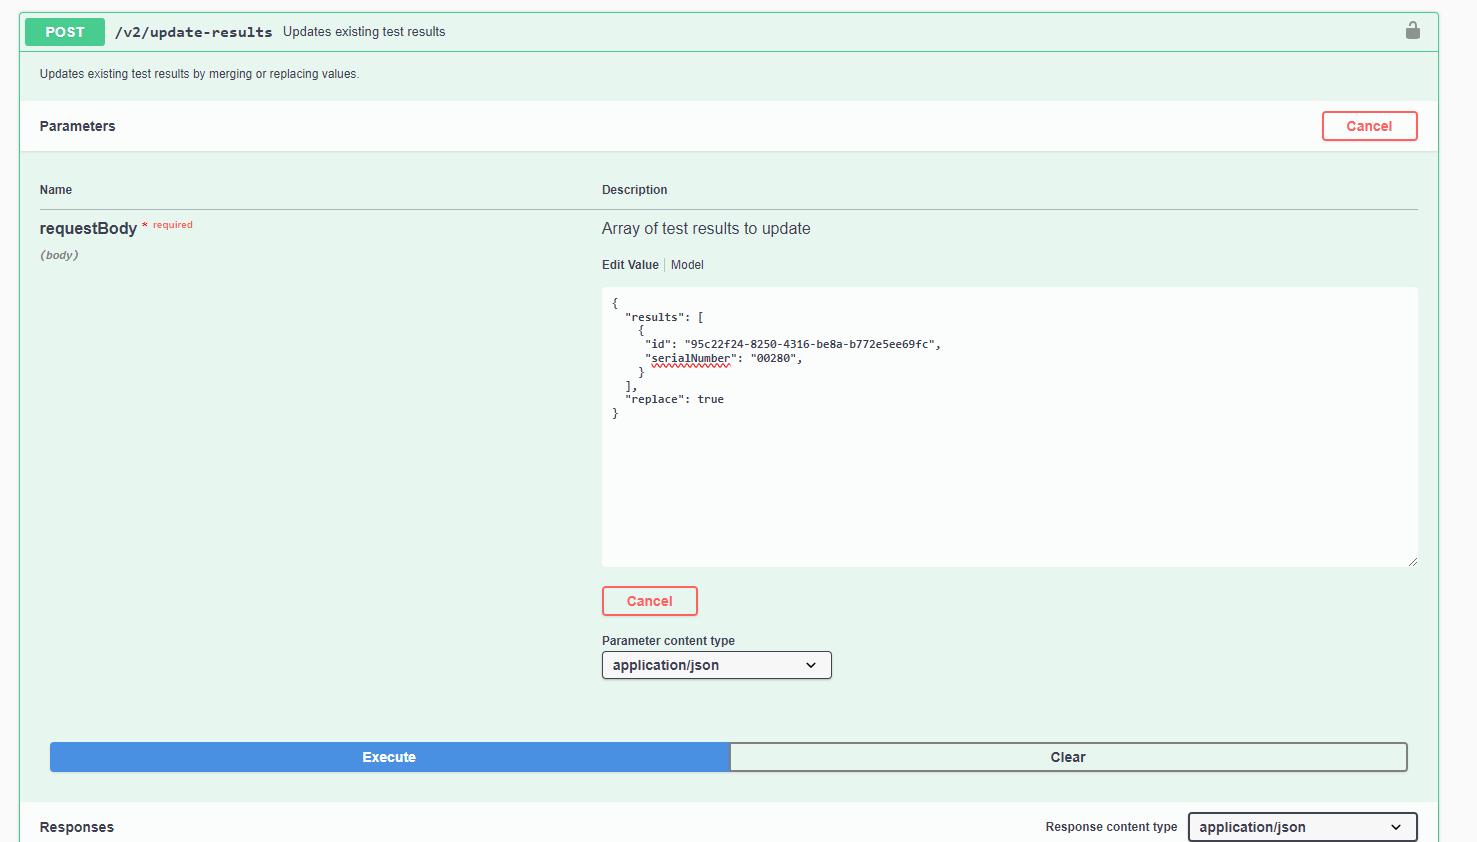 POST /v2/update-results Updates existing test results
Updates existing test results by merging or replacing values.
Parameters Cancel
Name Description
requestBody * required Array of test results to update
(body)
Edit Value Model
{
"results": [
{
"id": "95c22f24-8250-4316-be8a-b772e5ee69fc",
"serialNumber": "00280",
}
],
"replace": true
}
Cancel
Parameter content type
application/json
Execute Clear
Responses Response content type application/json